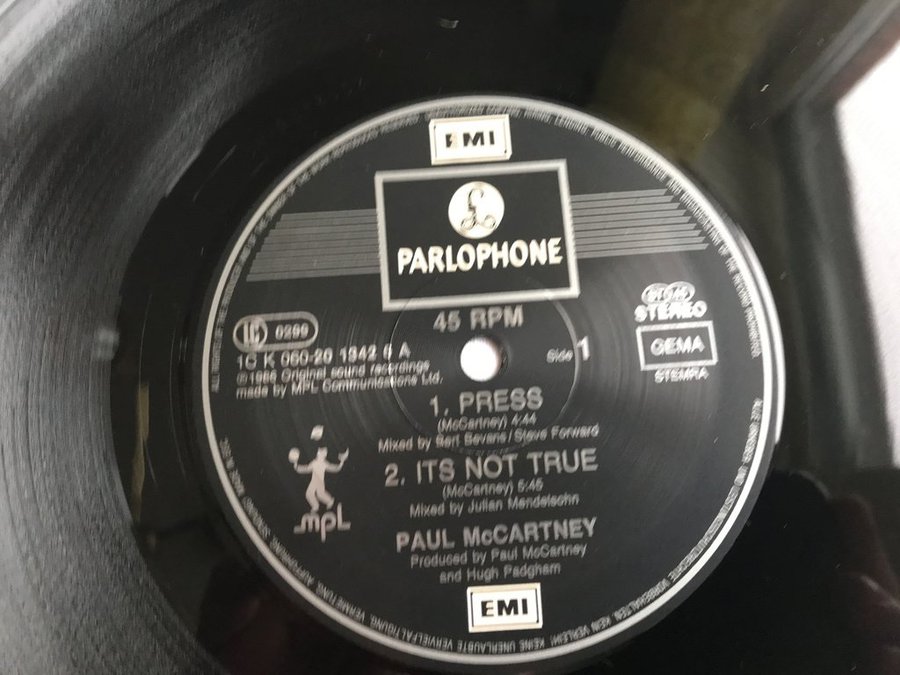 EMI
PARLOPHONE
45 RPM
STEREO
GEMA
STEMRA
LC 0299
1C K 060-20 1342 6 A
℗ 1986 Original sound recordings
made by MPL Communications Ltd.
Side 1
1. PRESS
(McCartney) 4:44
Mixed by Bert Bevans/Steve Forward
2. ITS NOT TRUE
(McCartney) 5:45
Mixed by Julian Mendelsohn
mpL
PAUL McCARTNEY
Produced by Paul McCartney
and Hugh Padgham
EMI